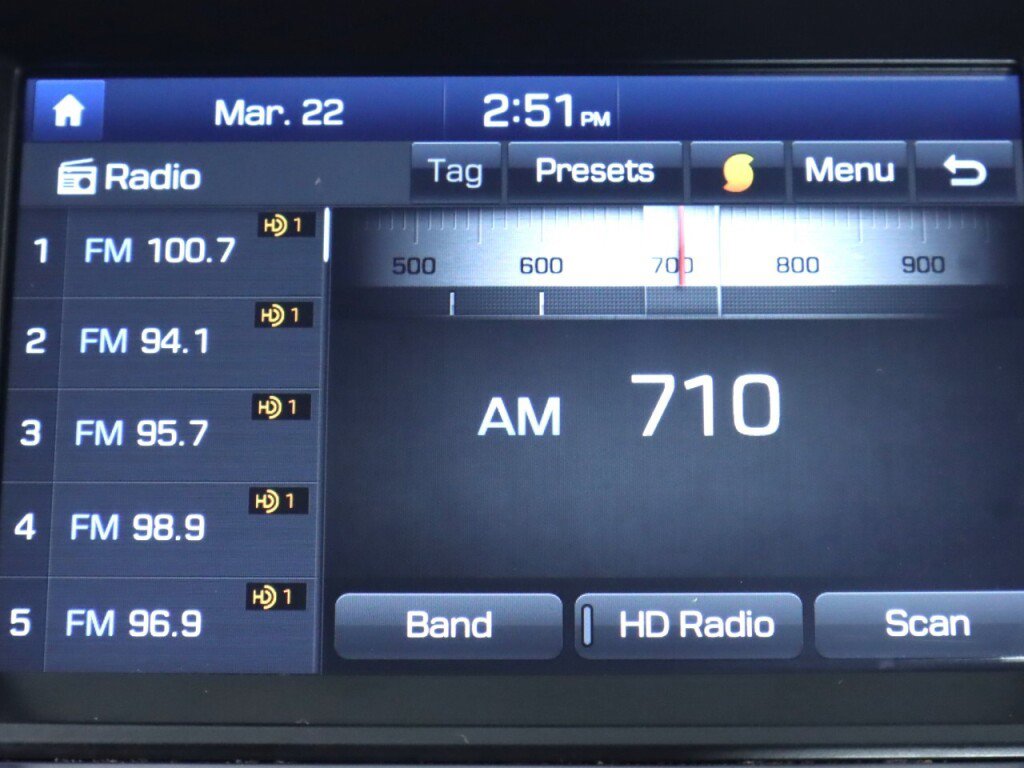 Mar. 22 2:51 PM
Radio Tag Presets Menu
1 FM 100.7 HD 1
2 FM 94.1 HD 1
3 FM 95.7 HD 1
4 FM 98.9 HD 1
5 FM 96.9 HD 1
500 600 700 800 900
AM 710
Band HD Radio Scan